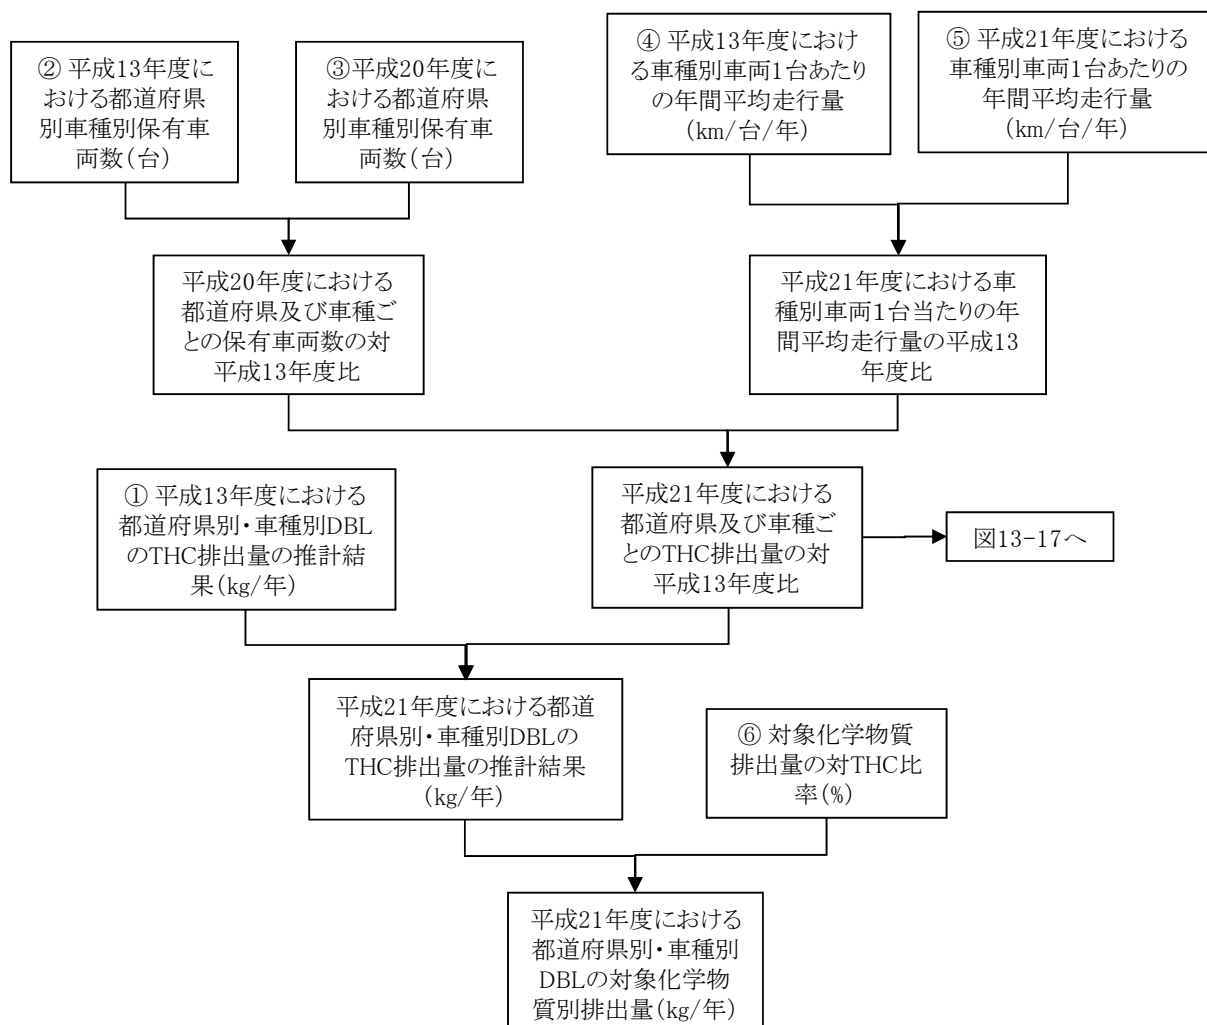 ② 平成13年度に
おける都道府県
別車種別保有車
両数(台)
③平成20年度に
おける都道府県
別車種別保有車
両数(台)
④ 平成13年度におけ
る車種別車両1台あたり
の年間平均走行量
(km/台/年)
⑤ 平成21年度における
車種別車両1台あたりの
年間平均走行量
(km/台/年)
平成20年度における
都道府県及び車種ご
との保有車両数の対
平成13年度比
平成21年度における車
種別車両1台当たりの年
間平均走行量の平成13
年度比
① 平成13年度における
都道府県別・車種別DBL
のTHC排出量の推計結
果(kg/年)
平成21年度における
都道府県及び車種ご
とのTHC排出量の対
平成13年度比
図13-17へ
平成21年度における都道
府県別・車種別DBLの
THC排出量の推計結果
(kg/年)
⑥ 対象化学物質
排出量の対THC比
率(%)
平成21年度における
都道府県別・車種別
DBLの対象化学物
質別排出量(kg/年)